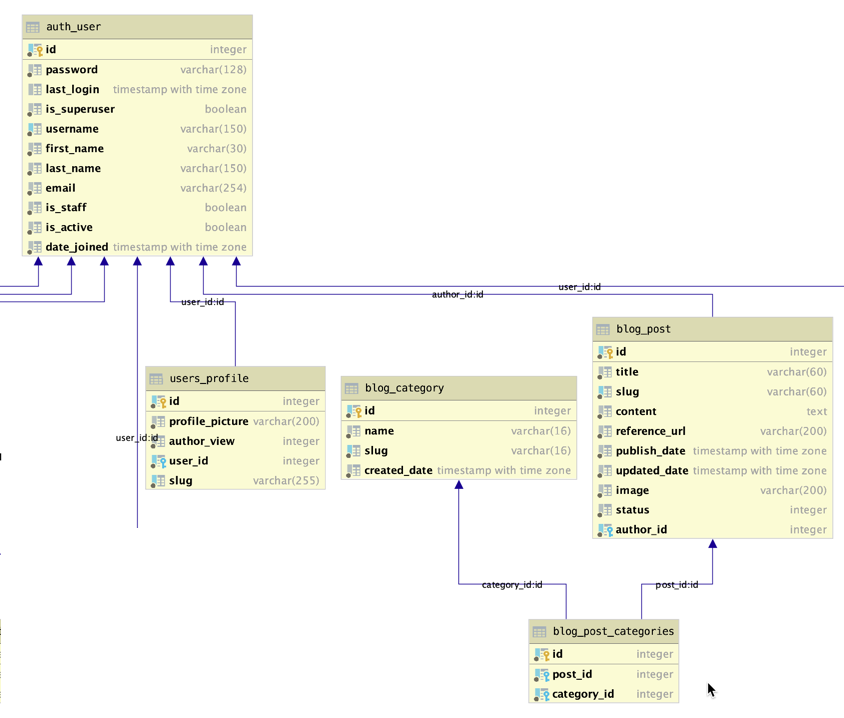 auth_user
id integer
password varchar(128)
last_login timestamp with time zone
is_superuser boolean
username varchar(150)
first_name varchar(30)
last_name varchar(150)
email varchar(254)
is_staff boolean
is_active boolean
date_joined timestamp with time zone
user_id:id
author_id:id
user_id:id
blog_post
id integer
title varchar(60)
slug varchar(60)
content text
reference_url varchar(200)
publish_date timestamp with time zone
updated_date timestamp with time zone
image varchar(200)
status integer
author_id integer
users_profile
id integer
profile_picture varchar(200)
author_view integer
user_id integer
slug varchar(255)
user_id:id
blog_category
id integer
name varchar(16)
slug varchar(16)
created_date timestamp with time zone
category_id:id
post_id:id
blog_post_categories
id integer
post_id integer
category_id integer